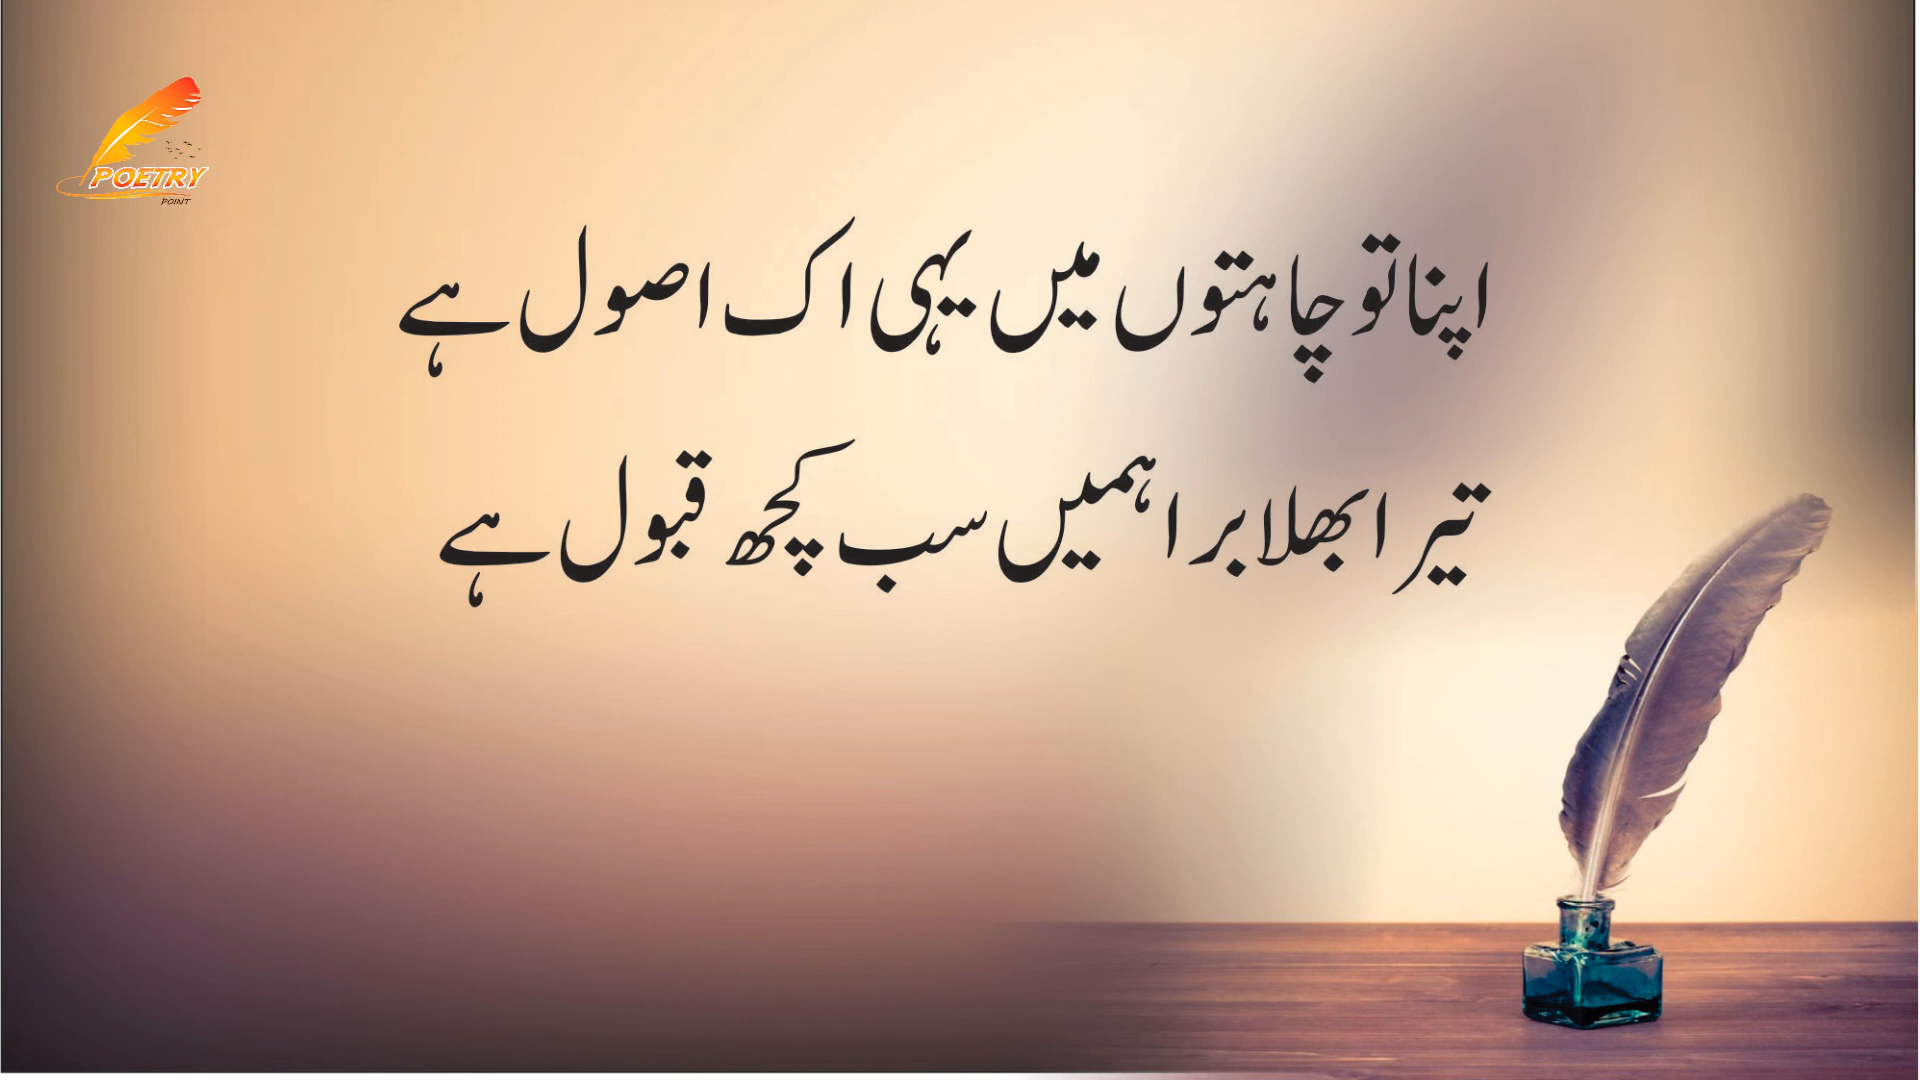 POETRY
POINT
اپنا تو چاہتوں میں یہی اک اصول ہے
تیرا بھلا برا ہمیں سب کچھ قبول ہے